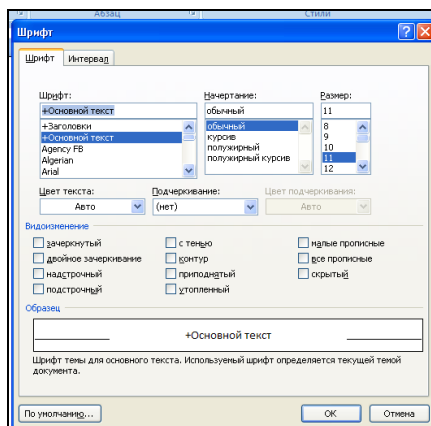 Абзац Стили
Шрифт
Шрифт Интервал
Шрифт: Начертание: Размер:
+Основной текст обычный 11
+Заголовки обычный 8
+Основной текст курсив 9
Agency FB полужирный 10
Algerian полужирный курсив 11
Arial 12
Цвет текста: Подчеркивание: Цвет подчеркивания:
Авто (нет) Авто
Видоизменение
зачеркнутый с тенью малые прописные
двойное зачеркивание контур все прописные
надстрочный приподнятый скрытый
подстрочный утопленный
Образец
+Основной текст
Шрифт темы для основного текста. Используемый шрифт определяется текущей темой
документа.
По умолчанию... ОК Отмена